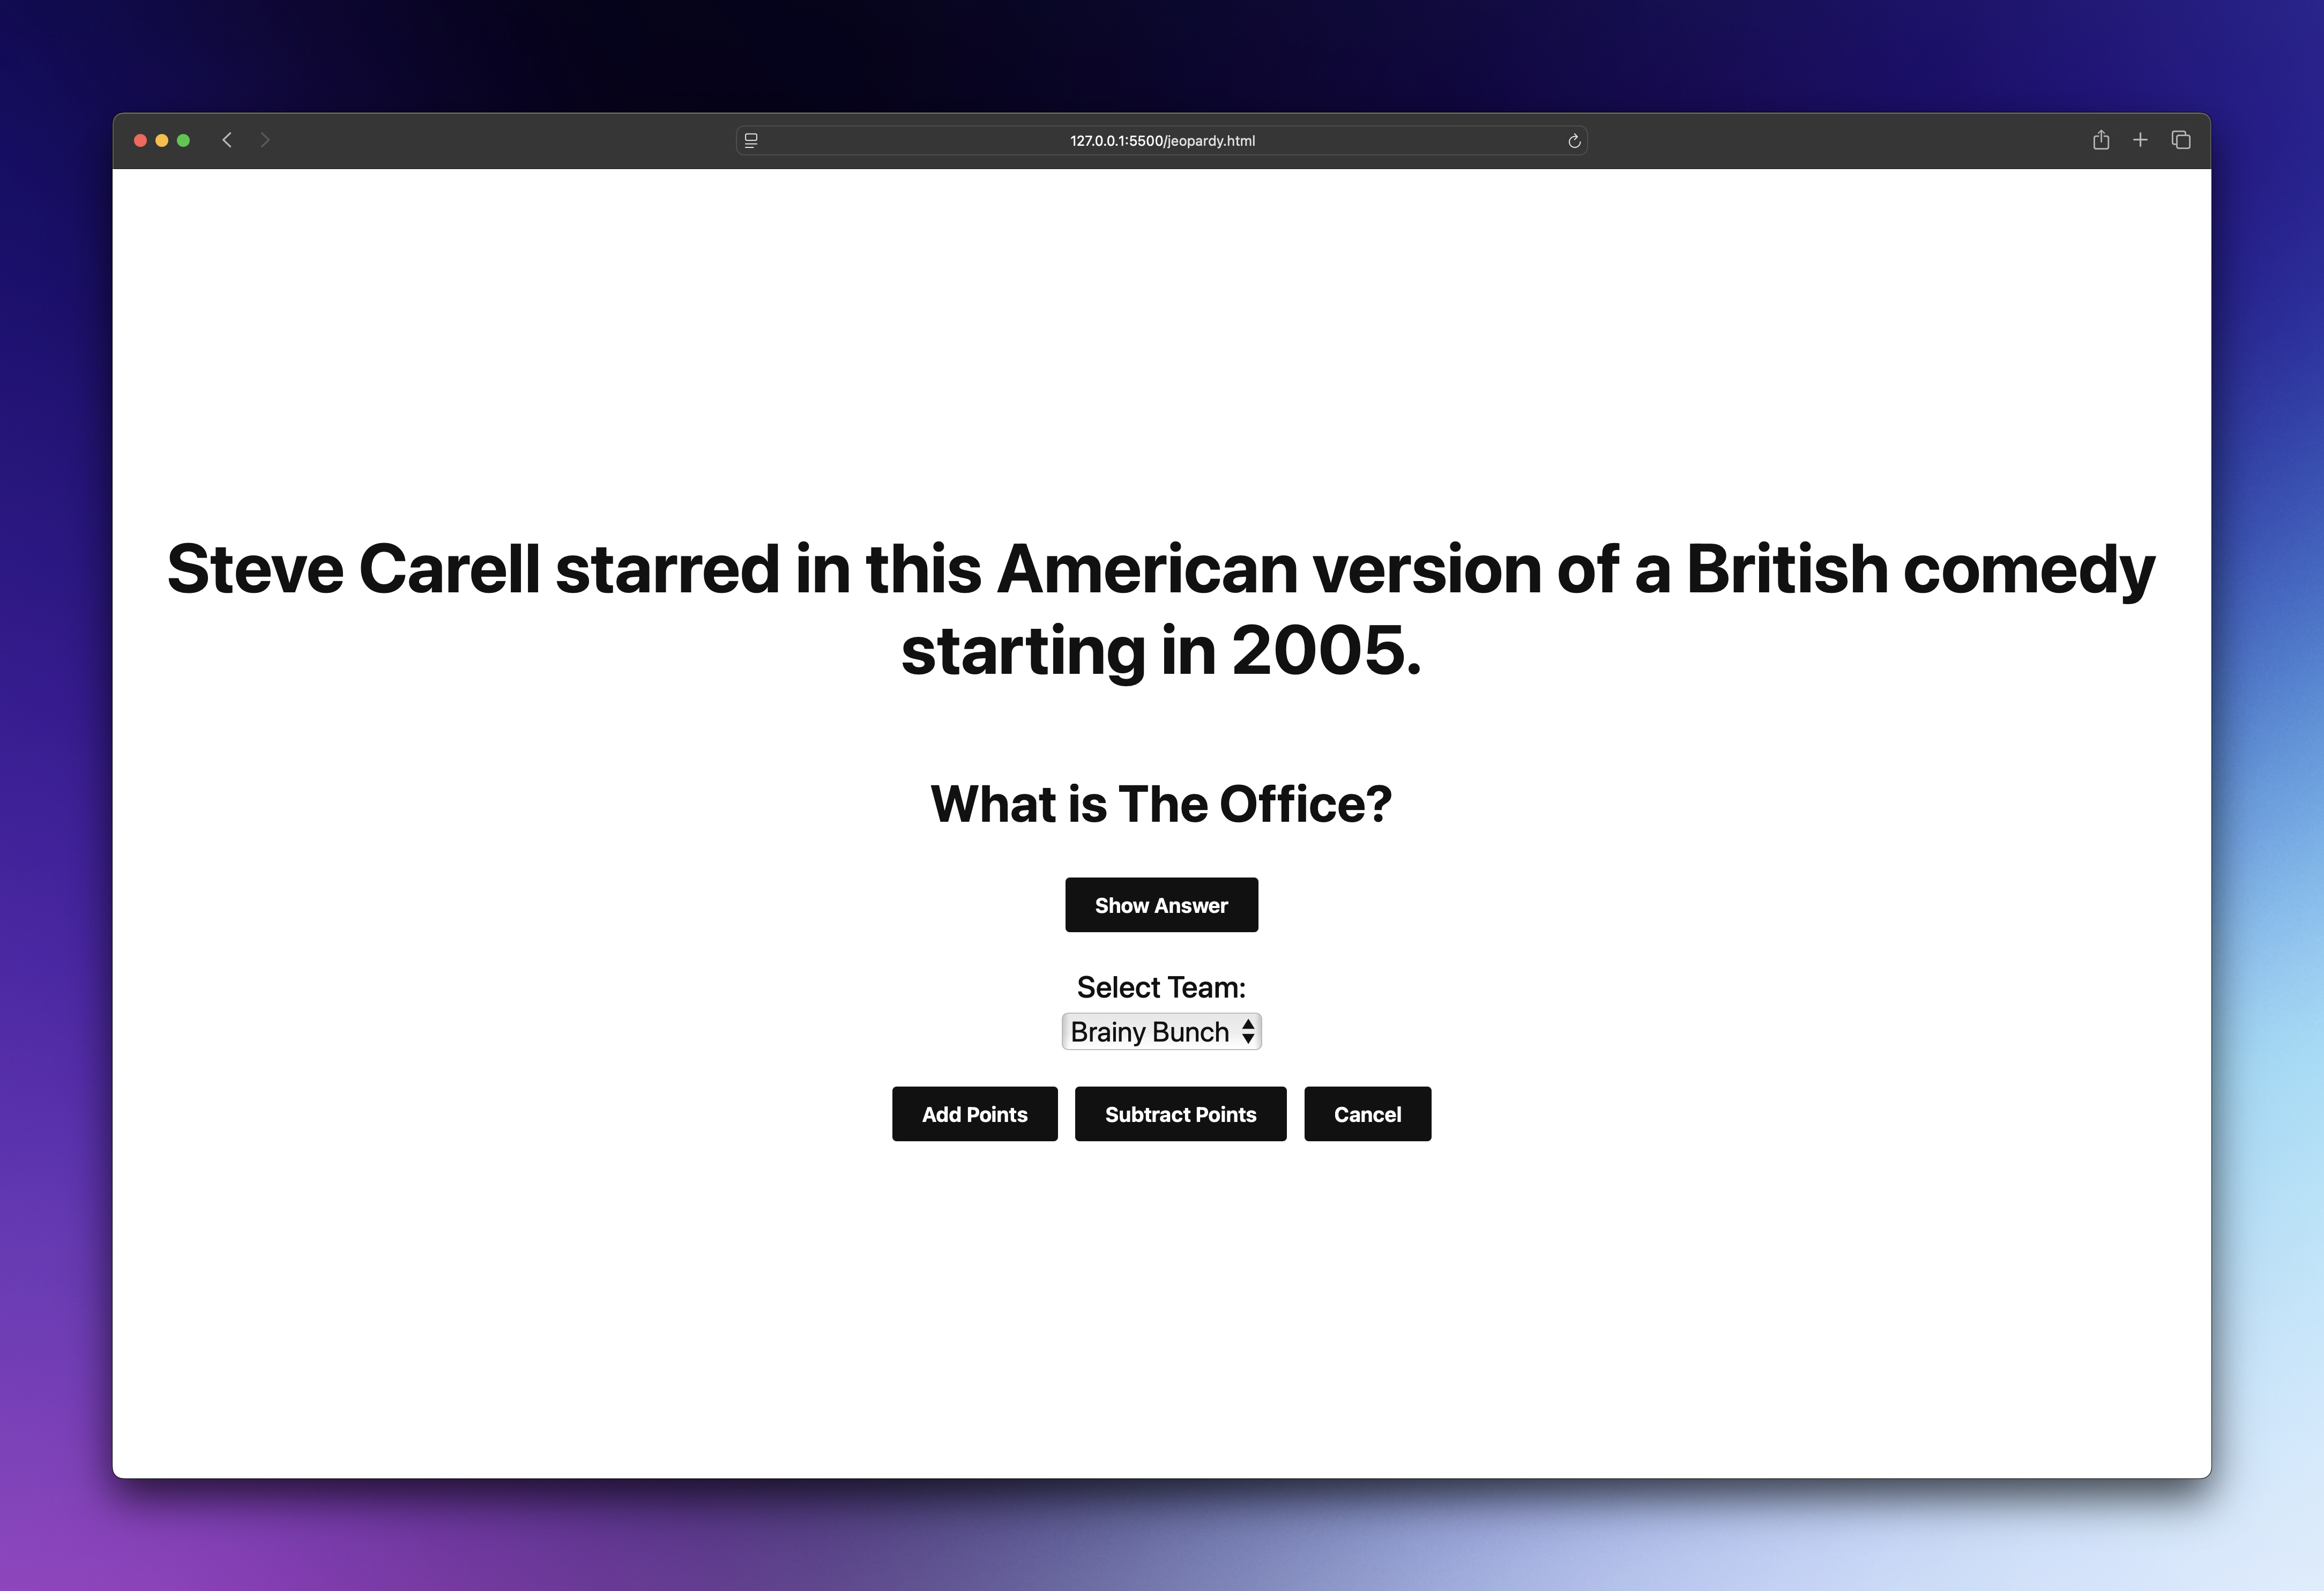 127.0.0.1:5500/jeopardy.html
Steve Carell starred in this American version of a British comedy
starting in 2005.
What is The Office?
Show Answer
Select Team:
Brainy Bunch
Add Points Subtract Points Cancel